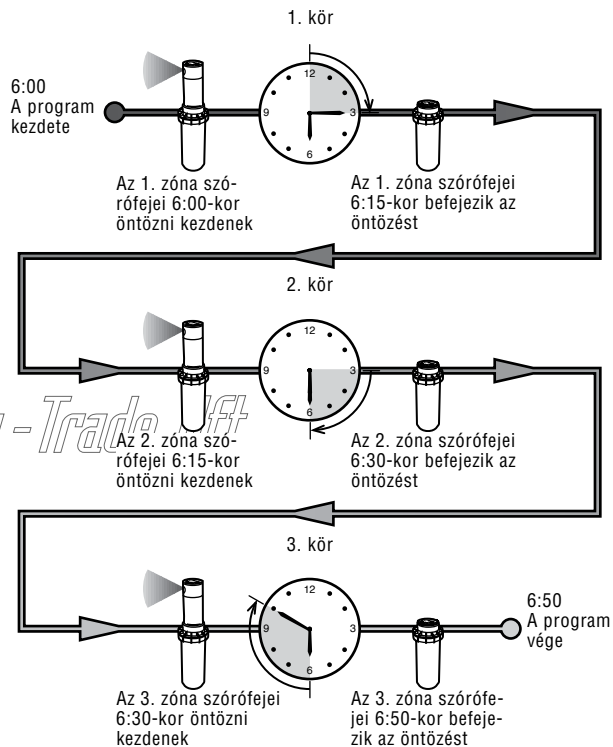 1. kör
6:00
A program
kezdete
12
3
6
9
Az 1. zóna szó-
rófejei 6:00-kor
öntözni kezdenek
Az 1. zóna szórófejei
6:15-kor befejezik az
öntözést
2. kör
12
3
6
9
- Trade Kft
Az 2. zóna szó-
rófejei 6:15-kor
öntözni kezdenek
Az 2. zóna szórófejei
6:30-kor befejezik az
öntözést
3. kör
12
3
6
9
6:50
A program
vége
Az 3. zóna szórófejei
6:30-kor öntözni
kezdenek
Az 3. zóna szórófe-
jei 6:50-kor befeje-
zik az öntözést